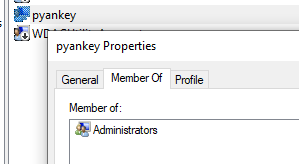 pyankey
pyankey Properties
General
Member Of
Profile
Member of:
Administrators